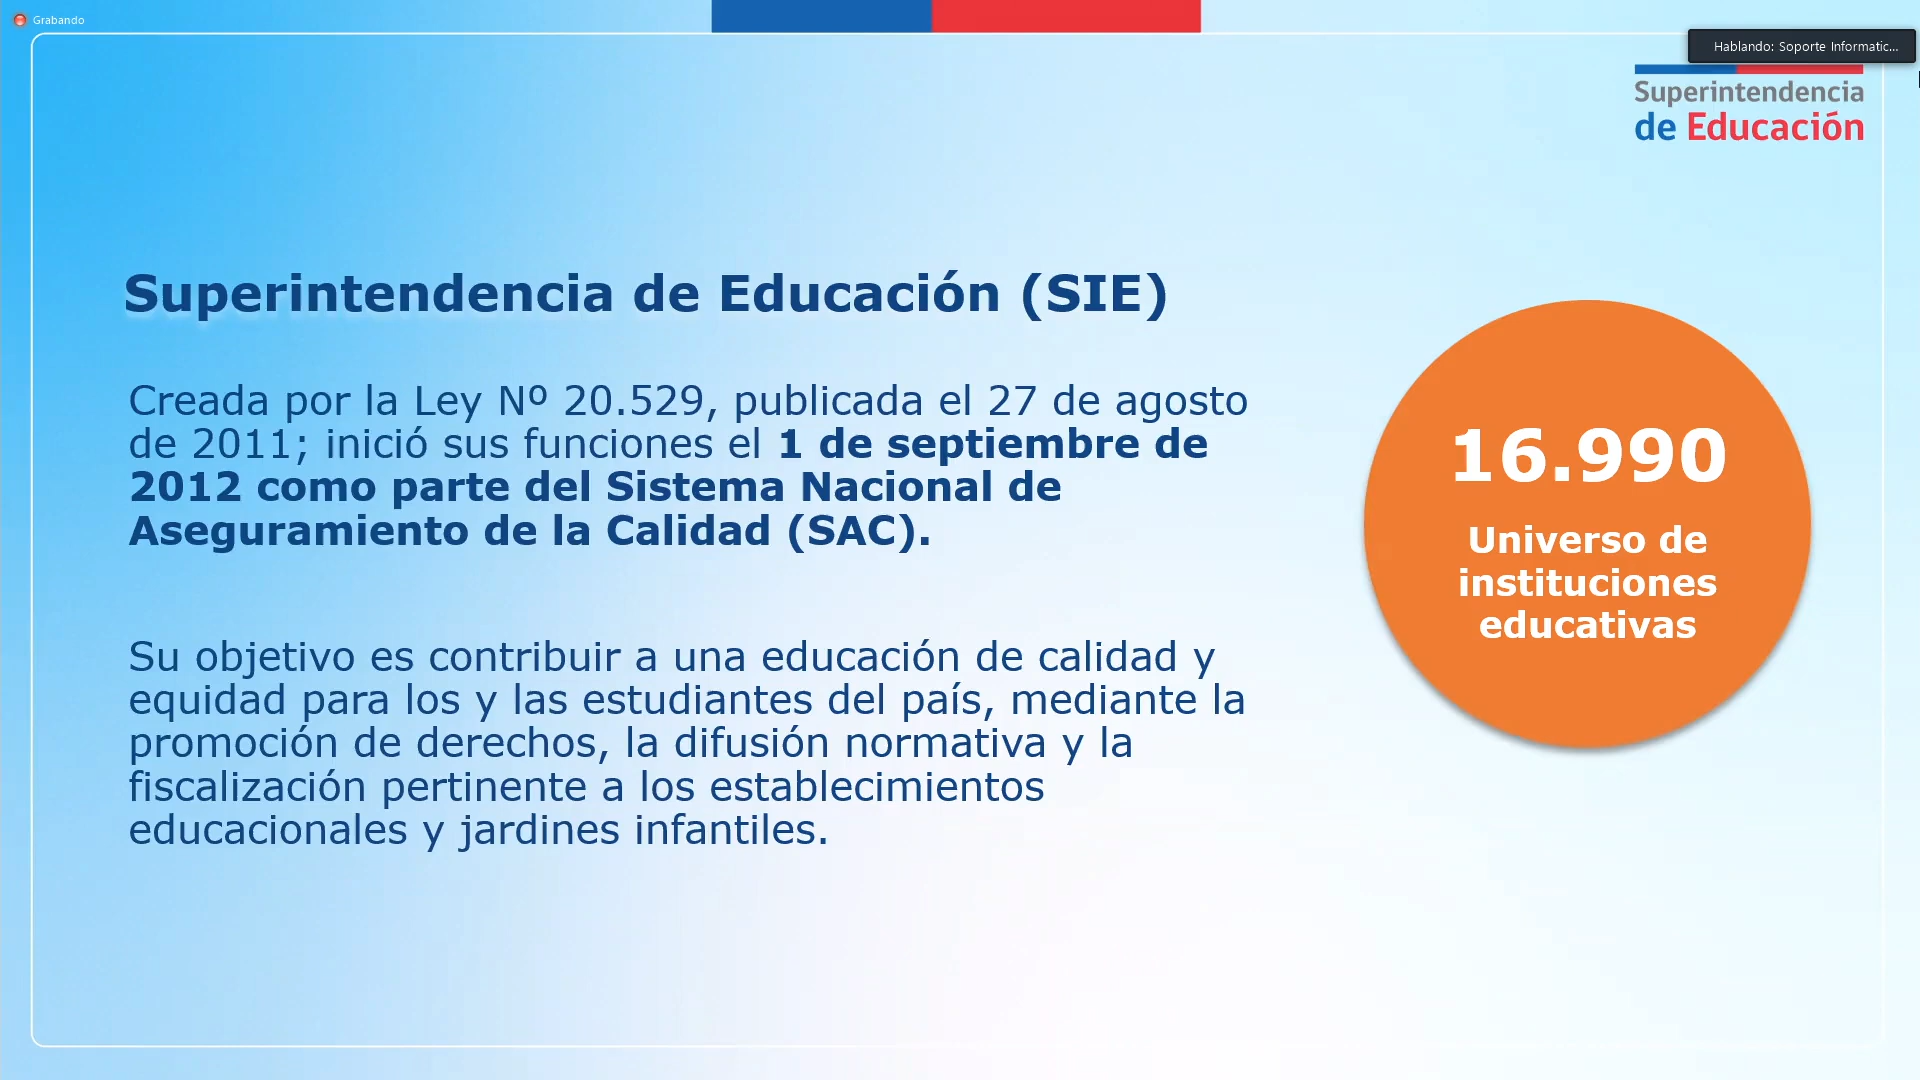 Grabando
Hablando: Soporte Informatic...
Superintendencia
de Educación
Superintendencia de Educación (SIE)
Creada por la Ley Nº 20.529, publicada el 27 de agosto
de 2011; inició sus funciones el 1 de septiembre de
2012 como parte del Sistema Nacional de
Aseguramiento de la Calidad (SAC).
Su objetivo es contribuir a una educación de calidad y
equidad para los y las estudiantes del país, mediante la
promoción de derechos, la difusión normativa y la
fiscalización pertinente a los establecimientos
educacionales y jardines infantiles.
16.990
Universo de
instituciones
educativas